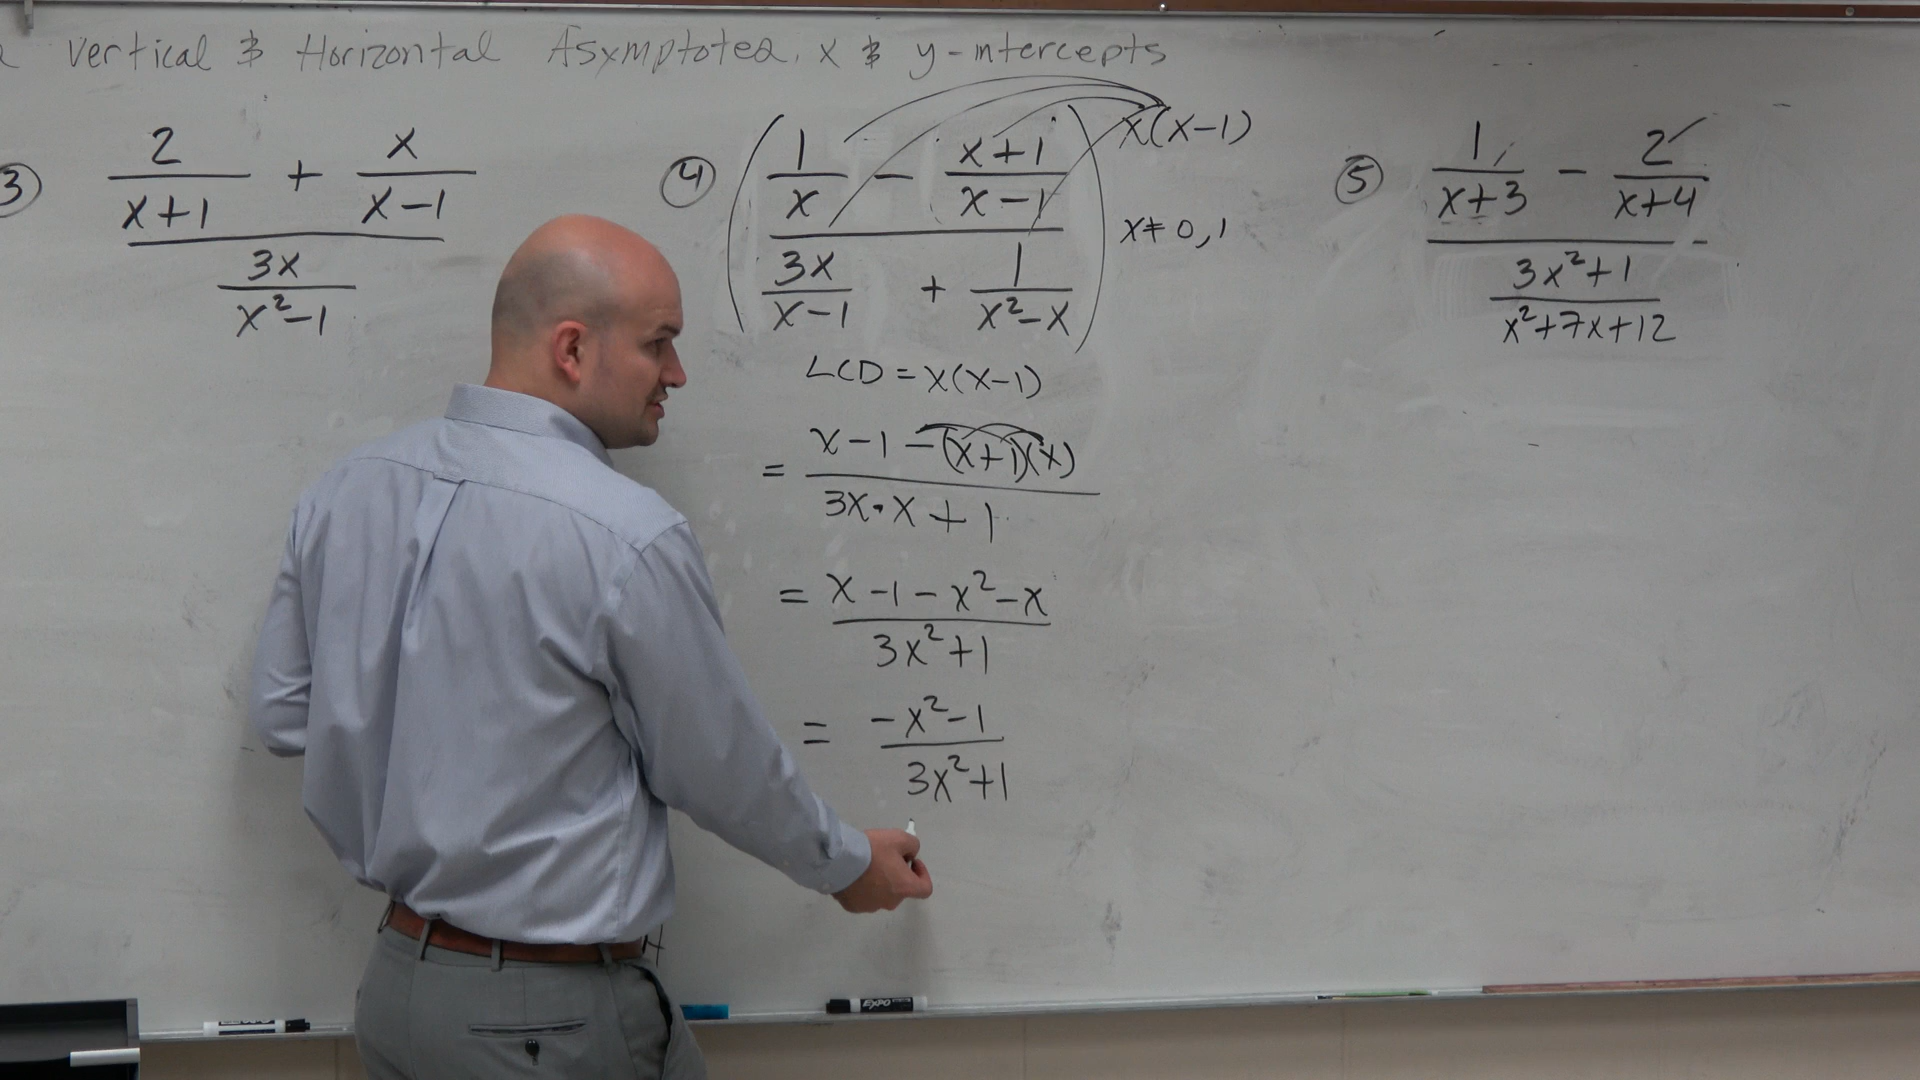 Vertical & Horizontal Asymptotes, x & y-intercepts
③ (2/(x+1) + x/(x-1)) / (3x/(x²-1))
④ ((1/x - (x+1)/(x-1)) / (3x/(x-1) + 1/(x²-x))) x(x-1)
x≠0,1
LCD = x(x-1)
= (x-1-(x+1)(x)) / (3x·x+1)
= (x-1-x²-x) / (3x²+1)
= (-x²-1) / (3x²+1)
⑤ (1/(x+3) - 2/(x+4)) / ((3x²+1)/(x²+7x+12))
EXPO